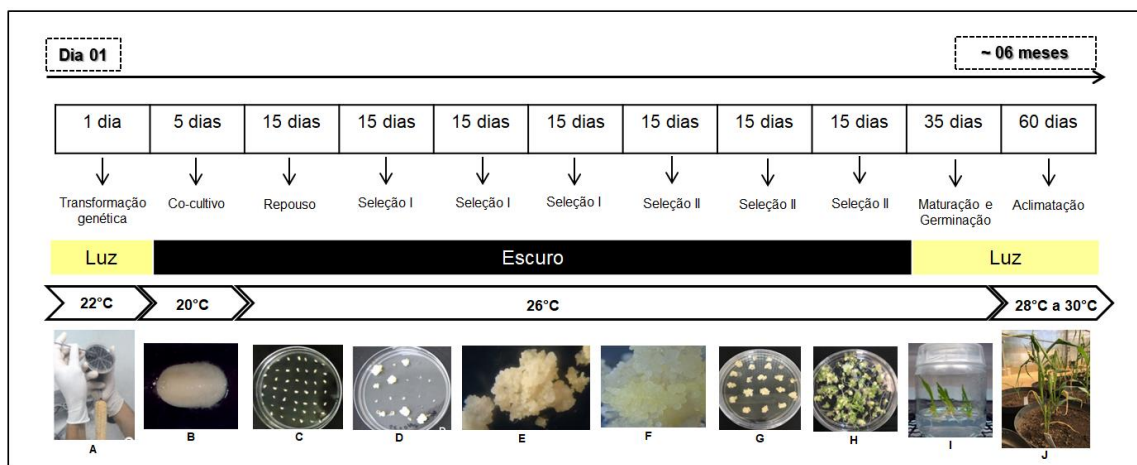 Dia 01
~ 06 meses
1 dia 5 dias 15 dias 15 dias 15 dias 15 dias 15 dias 15 dias 15 dias 35 dias 60 dias
Transformação genética Co-cultivo Repouso Seleção I Seleção I Seleção I Seleção II Seleção II Seleção II Maturação e Germinação Aclimatação
Luz Escuro Luz
22°C 20°C 26°C 28°C a 30°C
A B C D E F G H I J